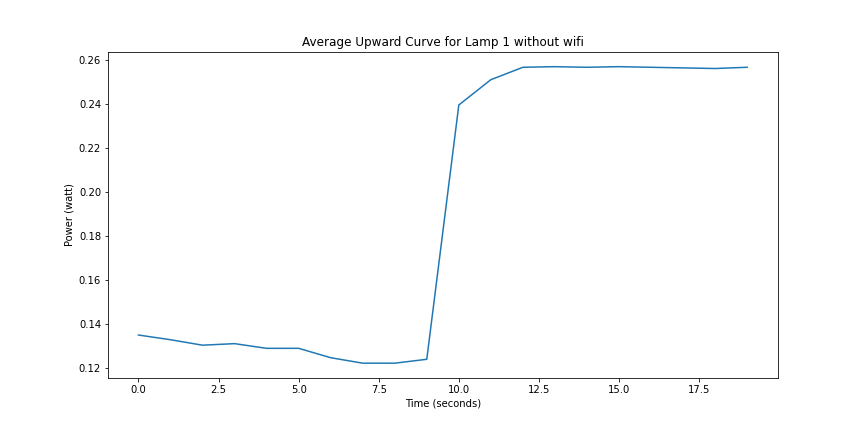 Average Upward Curve for Lamp 1 without wifi
Power (watt)
0.26
0.24
0.22
0.20
0.18
0.16
0.14
0.12
0.0 2.5 5.0 7.5 10.0 12.5 15.0 17.5
Time (seconds)